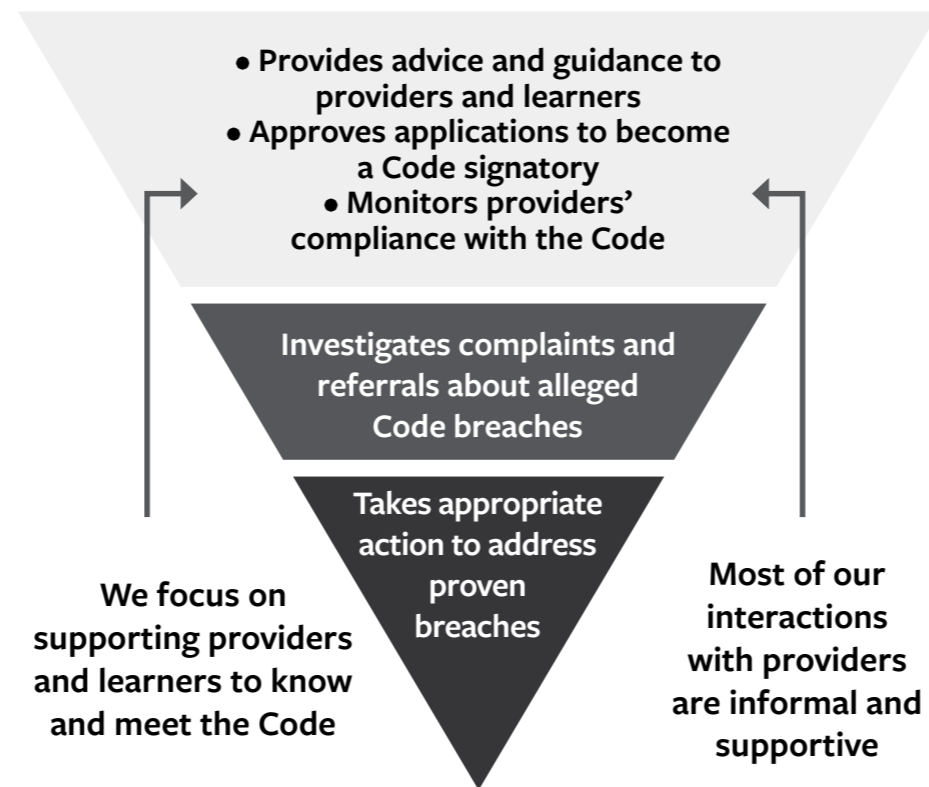 • Provides advice and guidance to
providers and learners
• Approves applications to become
a Code signatory
• Monitors providers’
compliance with the Code
Investigates complaints and
referrals about alleged
Code breaches
Takes appropriate
action to address
proven
breaches
We focus on
supporting providers
and learners to know
and meet the Code
Most of our
interactions
with providers
are informal and
supportive